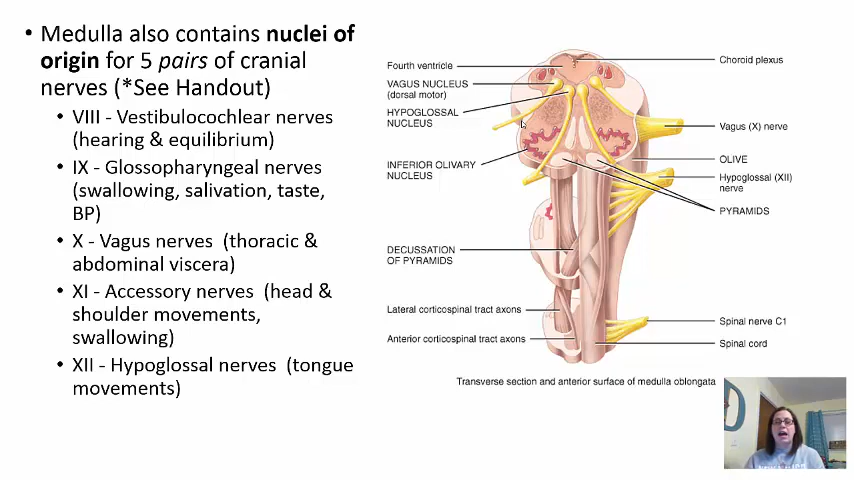 • Medulla also contains nuclei of
origin for 5 pairs of cranial
nerves (*See Handout)
• VIII - Vestibulocochlear nerves
(hearing & equilibrium)
• IX - Glossopharyngeal nerves
(swallowing, salivation, taste,
BP)
• X - Vagus nerves (thoracic &
abdominal viscera)
• XI - Accessory nerves (head &
shoulder movements,
swallowing)
• XII - Hypoglossal nerves (tongue
movements)
Fourth ventricle
VAGUS NUCLEUS
(dorsal motor)
HYPOGLOSSAL
NUCLEUS
INFERIOR OLIVARY
NUCLEUS
DECUSSATION
OF PYRAMIDS
Lateral corticospinal tract axons
Anterior corticospinal tract axons
Choroid plexus
Vagus (X) nerve
OLIVE
Hypoglossal (XII)
nerve
PYRAMIDS
Spinal nerve C1
Spinal cord
Transverse section and anterior surface of medulla oblongata